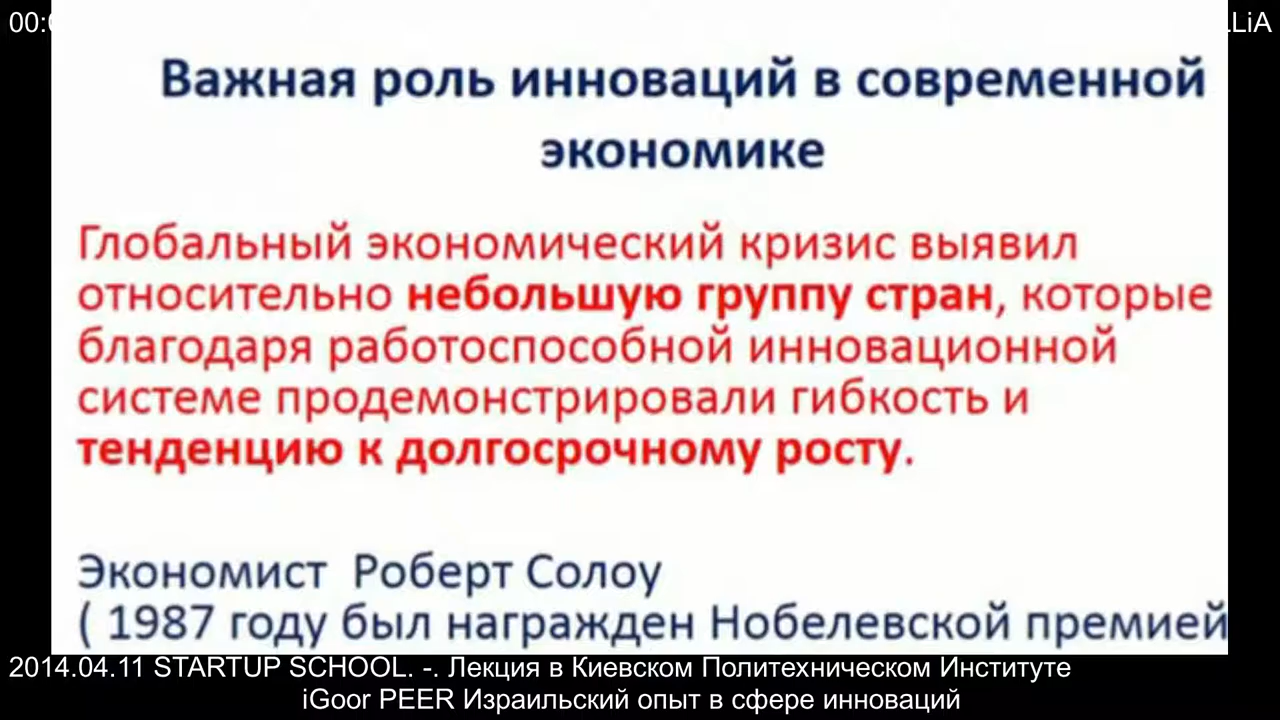 Важная роль инноваций в современной
экономике
Глобальный экономический кризис выявил
относительно небольшую группу стран, которые
благодаря работоспособной инновационной
системе продемонстрировали гибкость и
тенденцию к долгосрочному росту.
Экономист Роберт Солоу
( 1987 году был награжден Нобелевской премией
2014.04.11 STARTUP SCHOOL. -. Лекция в Киевском Политехническом Институте
iGoor PEER Израильский опыт в сфере инноваций